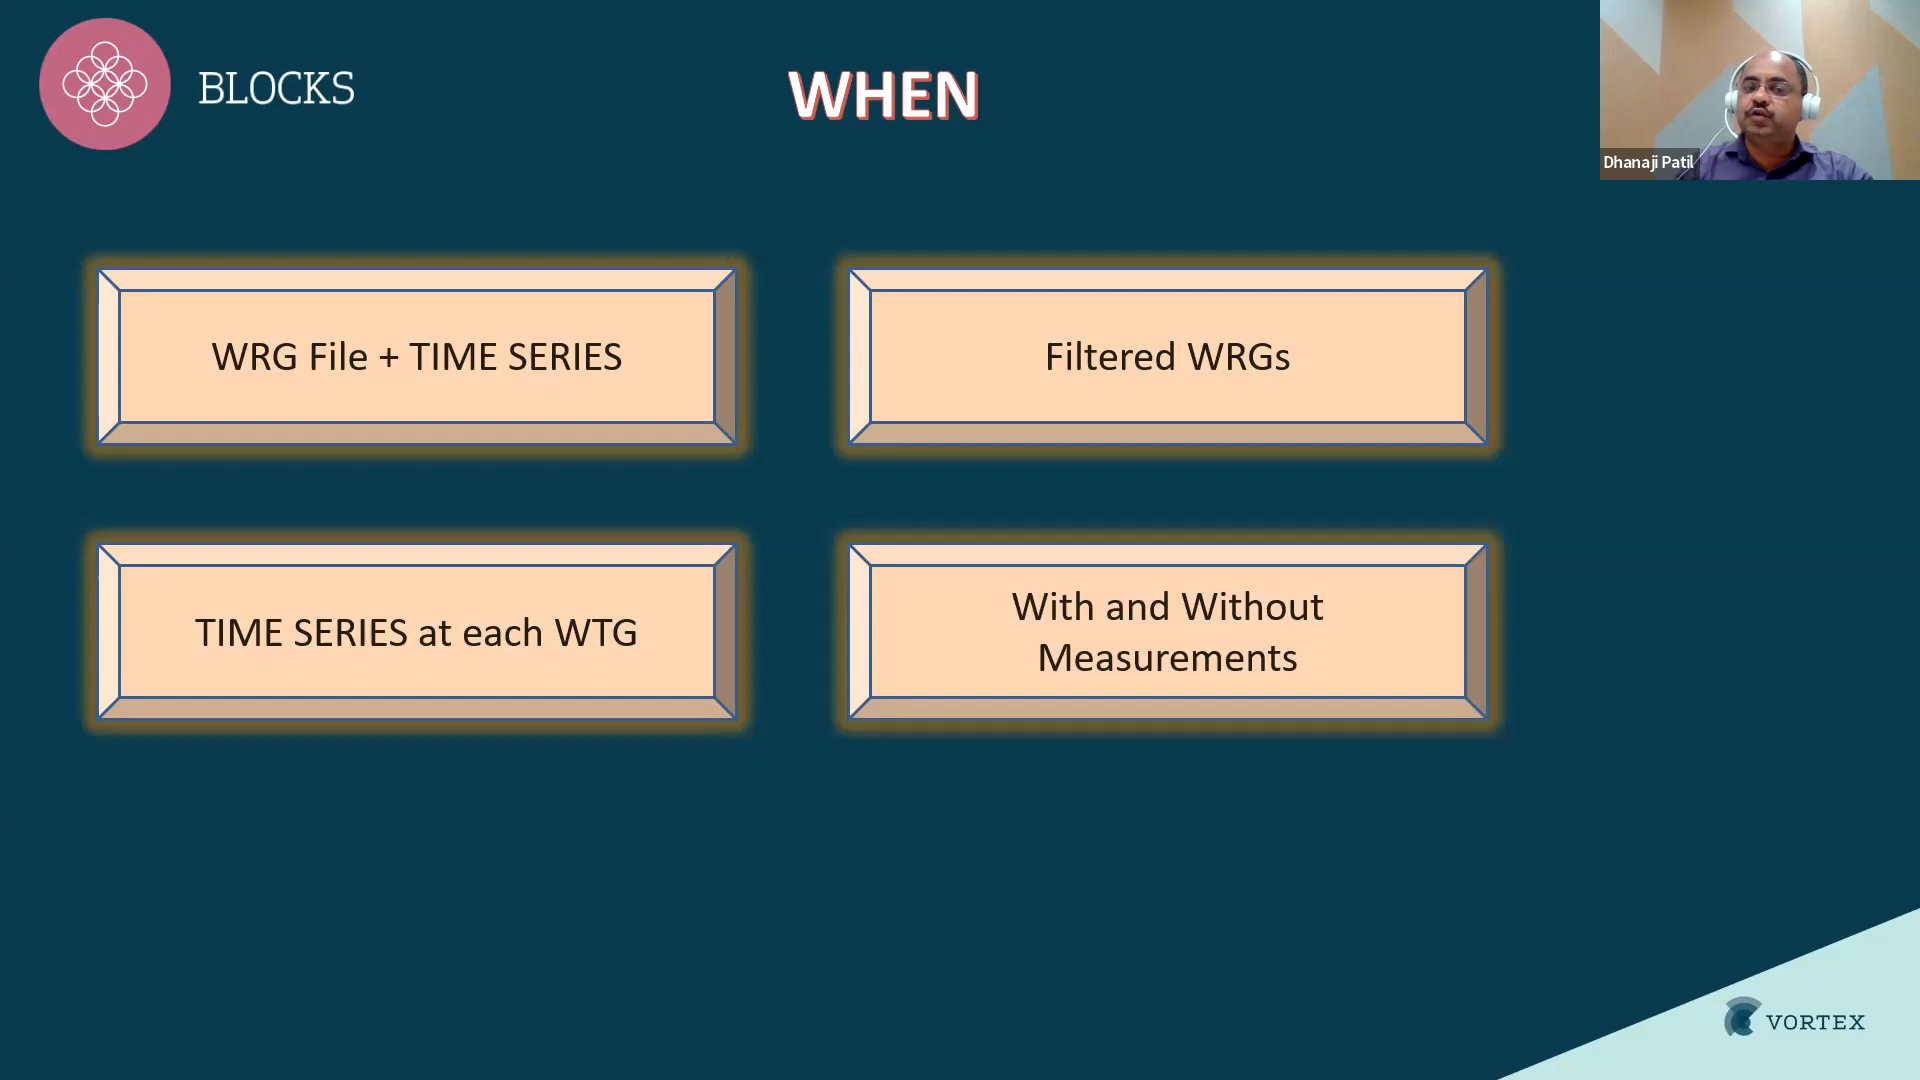 BLOCKS
WHEN
Dhanaji Patil
WRG File + TIME SERIES
Filtered WRGs
TIME SERIES at each WTG
With and Without
Measurements
VORTEX